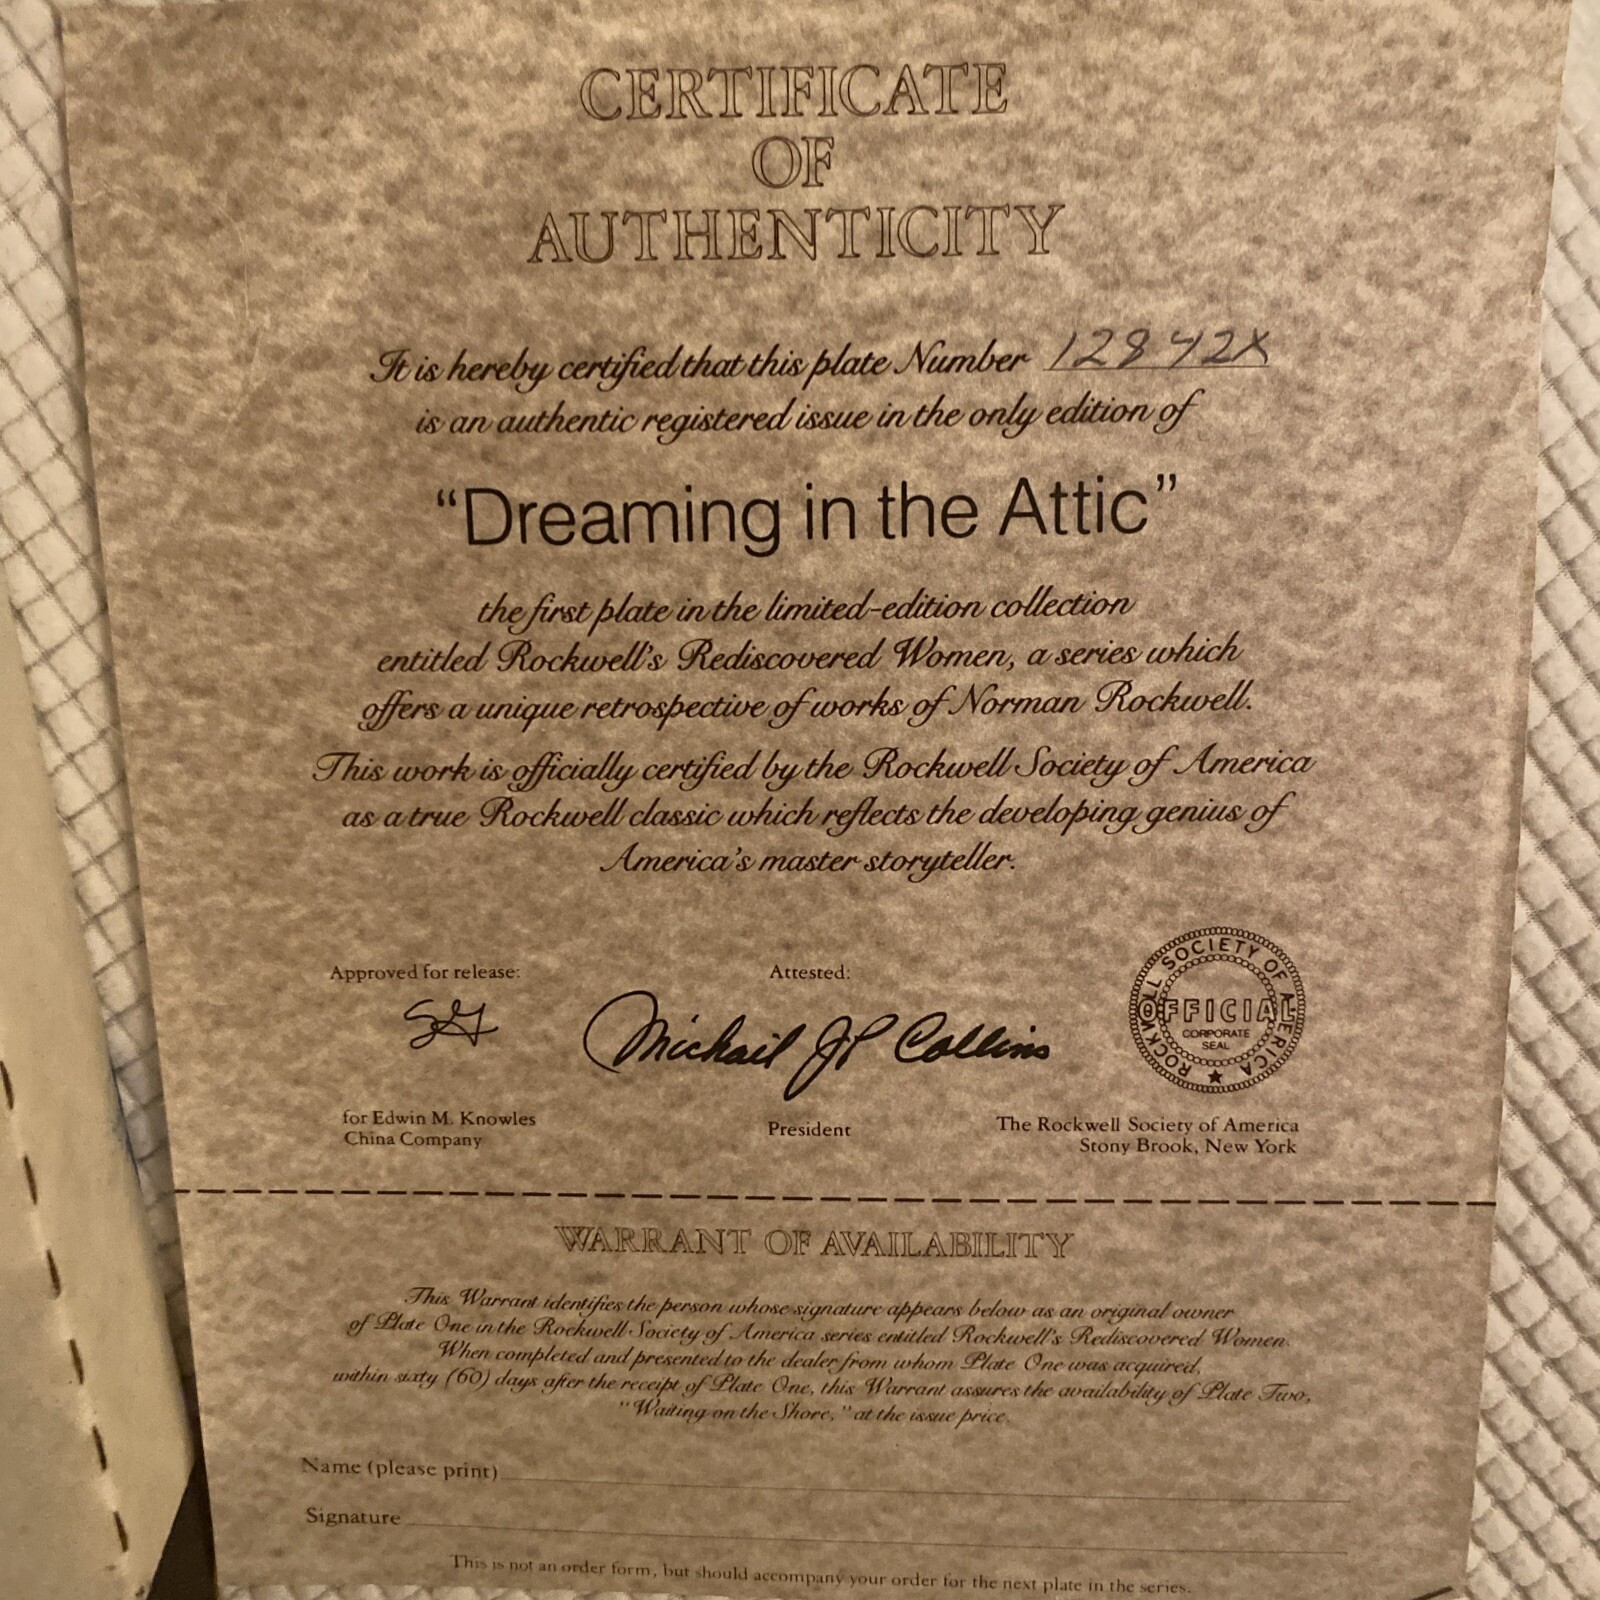 CERTIFICATE
OF
AUTHENTICITY
It is hereby certified that this plate Number 12842X
is an authentic registered issue in the only edition of
“Dreaming in the Attic”
the first plate in the limited-edition collection
entitled Rockwell's Rediscovered Women, a series which
offers a unique retrospective of works of Norman Rockwell.
This work is officially certified by the Rockwell Society of America
as a true Rockwell classic which reflects the developing genius of
America's master storyteller.
Approved for release:
Attested:
Michael JP Collins
ROCKWELL SOCIETY OF AMERICA
OFFICIAL
CORPORATE
SEAL
for Edwin M. Knowles
China Company
President
The Rockwell Society of America
Stony Brook, New York
WARRANT OF AVAILABILITY
This Warrant identifies the person whose signature appears below as an original owner
of Plate One in the Rockwell Society of America series entitled Rockwell's Rediscovered Women.
When completed and presented to the dealer from whom Plate One was acquired,
within sixty (60) days after the receipt of Plate One, this Warrant assures the availability of Plate Two,
"Waiting on the Shore," at the issue price.
Name (please print)
Signature
This is not an order form, but should accompany your order for the next plate in the series.